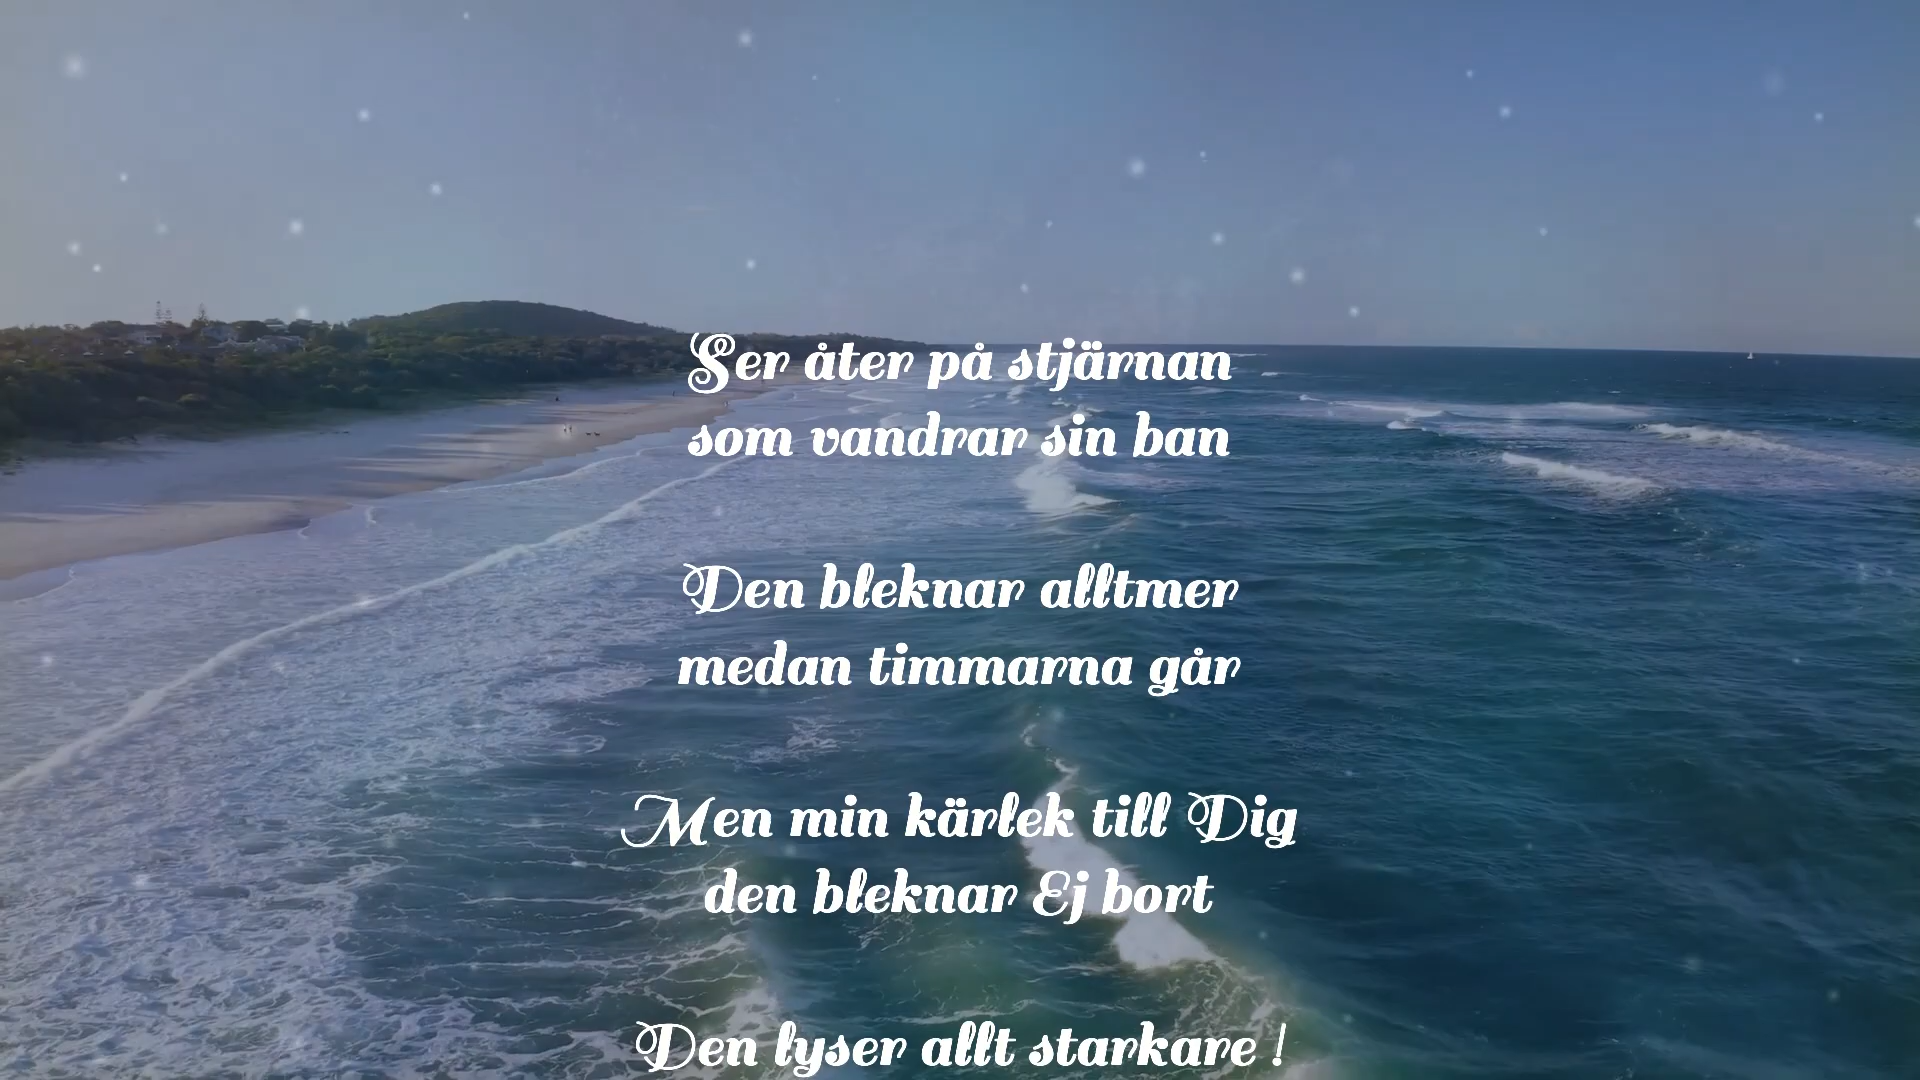 Ser åter på stjärnan
som vandrar sin ban
Den bleknar alltmer
medan timmarna går
Men min kärlek till Dig
den bleknar Ej bort
Den lyser allt starkare !